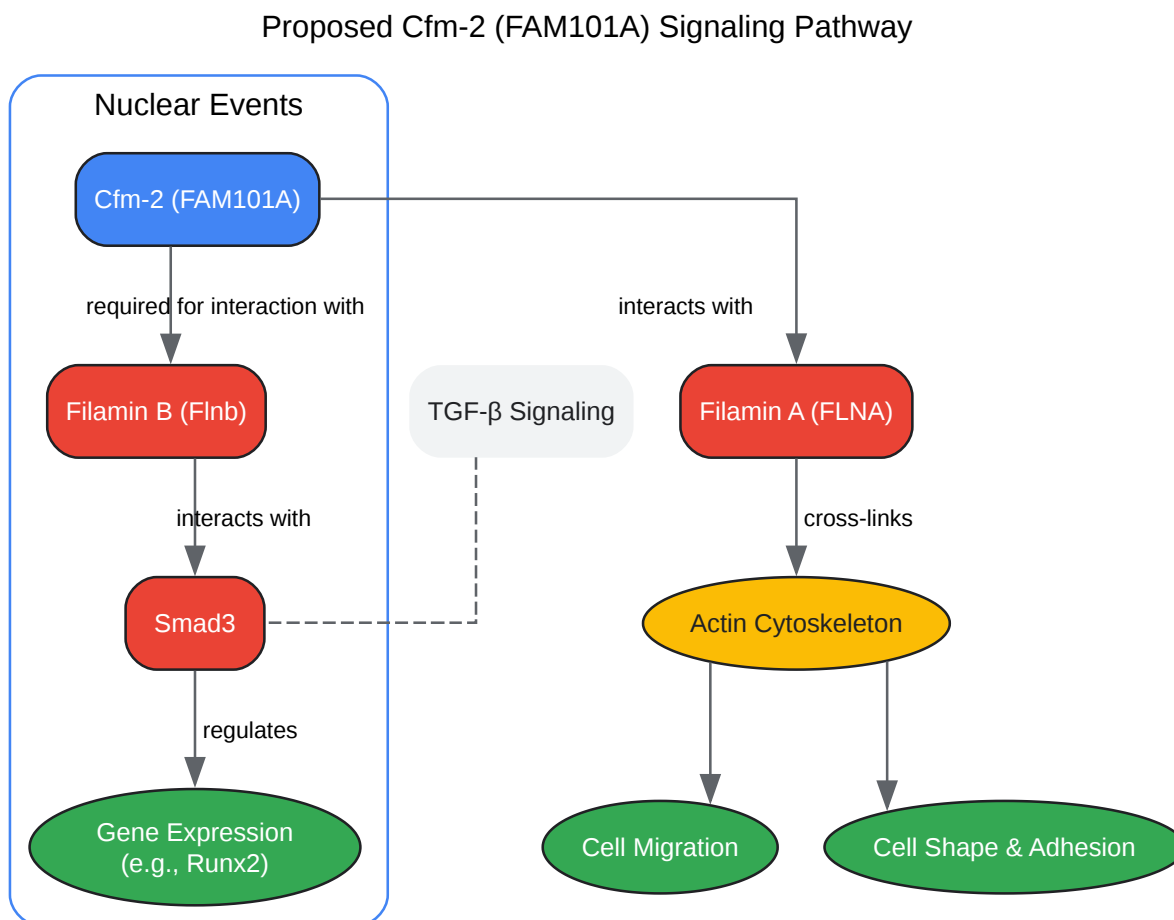 Proposed Cfm-2 (FAM101A) Signaling Pathway
Nuclear Events
Cfm-2 (FAM101A)
required for interaction with
interacts with
Filamin B (Flnb)
TGF-β Signaling
Filamin A (FLNA)
interacts with
cross-links
Smad3
Actin Cytoskeleton
regulates
Gene Expression
(e.g., Runx2)
Cell Migration
Cell Shape & Adhesion